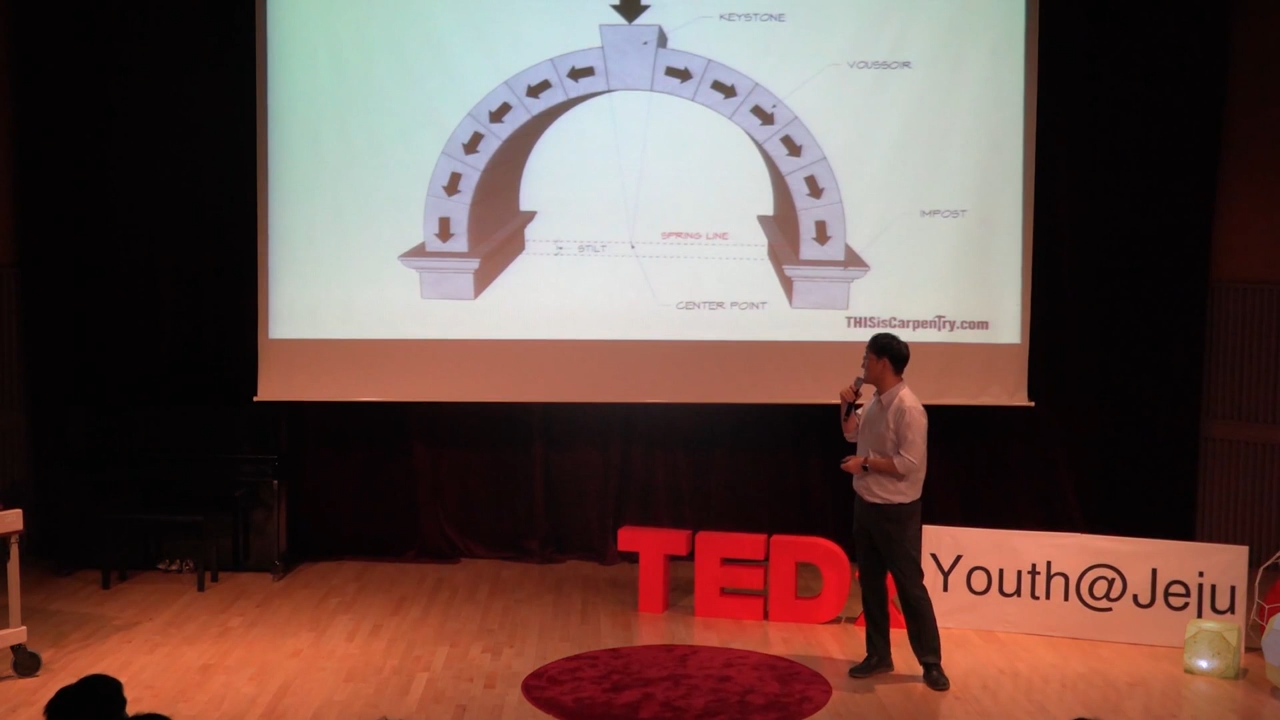 KEYSTONE
VOUSSOIR
IMPOST
SPRING LINE
STILT
CENTER POINT
THISisCarpenTry.com
TEDx
Youth@Jeju